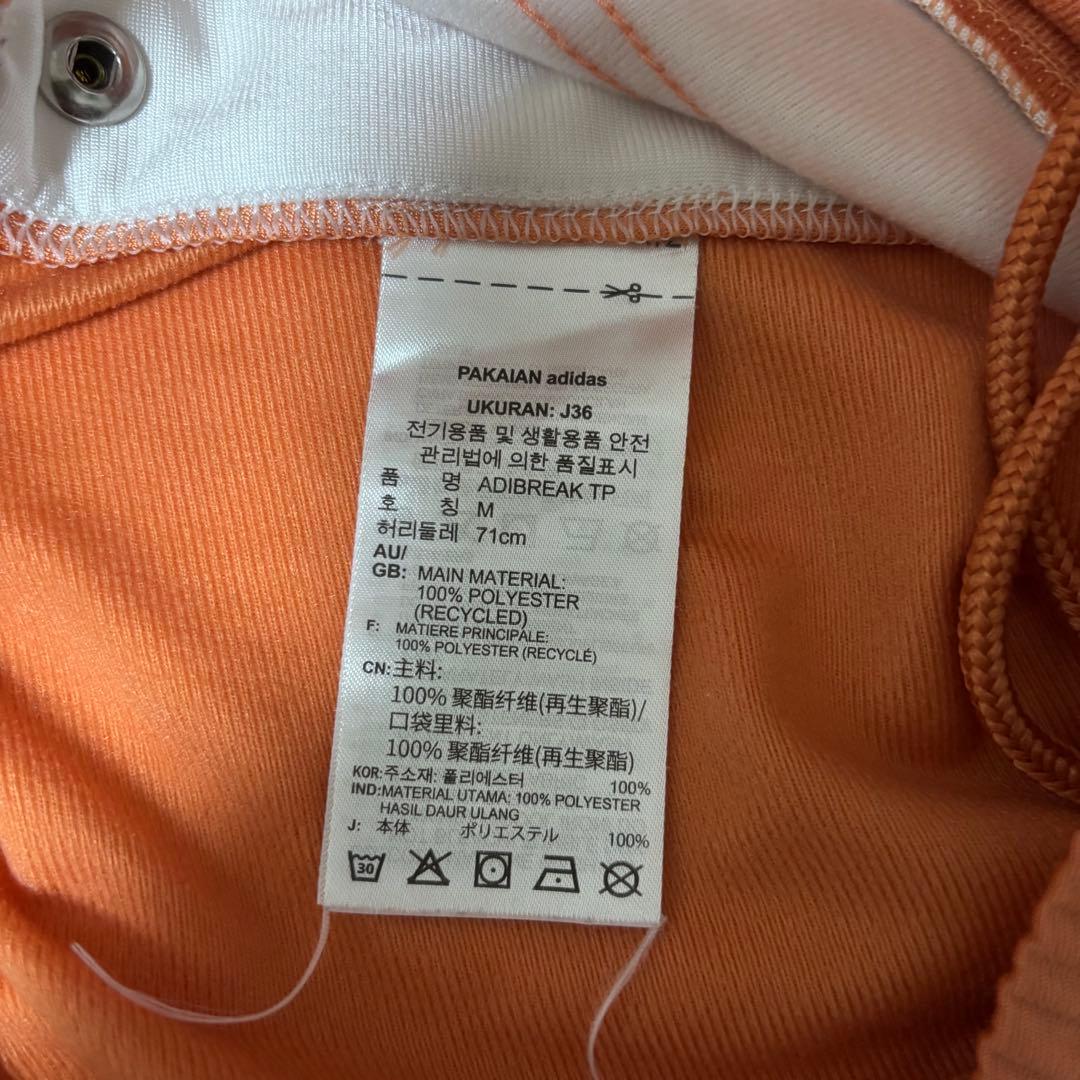 PAKAIAN adidas
UKURAN: J36
전기용품 및 생활용품 안전
관리법에 의한 품질표시
품 명 ADIBREAK TP
호 칭 M
허리둘레 71cm
AU/
GB: MAIN MATERIAL:
100% POLYESTER
(RECYCLED)
F: MATIERE PRINCIPALE:
100% POLYESTER (RECYCLÉ)
CN:主料:
100% 聚酯纤维(再生聚酯)/
口袋里料:
100% 聚酯纤维(再生聚酯)
KOR:주소재: 폴리에스터 100%
IND:MATERIAL UTAMA: 100% POLYESTER
HASIL DAUR ULANG
J: 本体 ポリエステル 100%
30